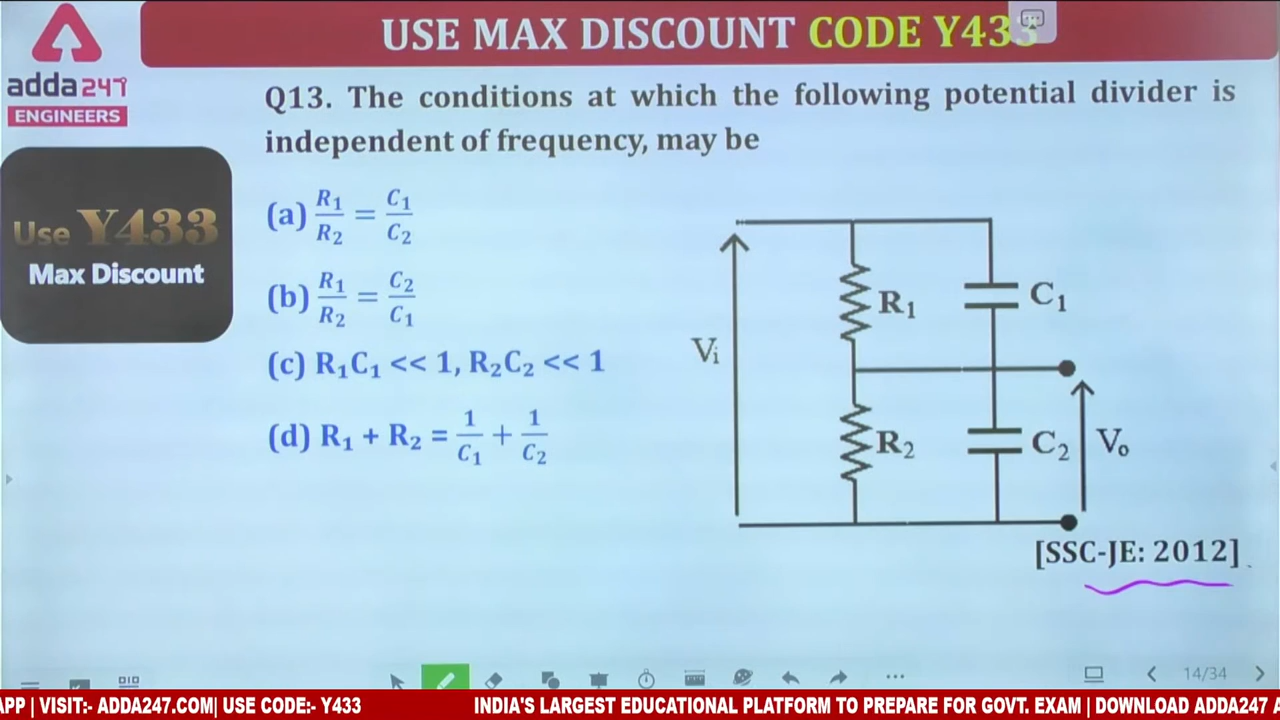 USE MAX DISCOUNT CODE Y433
adda247
ENGINEERS
Use Y433
Max Discount
Q13. The conditions at which the following potential divider is
independent of frequency, may be
(a) R₁/R₂ = C₁/C₂
(b) R₁/R₂ = C₂/C₁
(c) R₁C₁ << 1, R₂C₂ << 1
(d) R₁ + R₂ = 1/C₁ + 1/C₂
Vᵢ
R₁
C₁
R₂
C₂
Vₒ
[SSC-JE: 2012]
14/34
APP | VISIT:- ADDA247.COM| USE CODE:- Y433 INDIA'S LARGEST EDUCATIONAL PLATFORM TO PREPARE FOR GOVT. EXAM | DOWNLOAD ADDA247